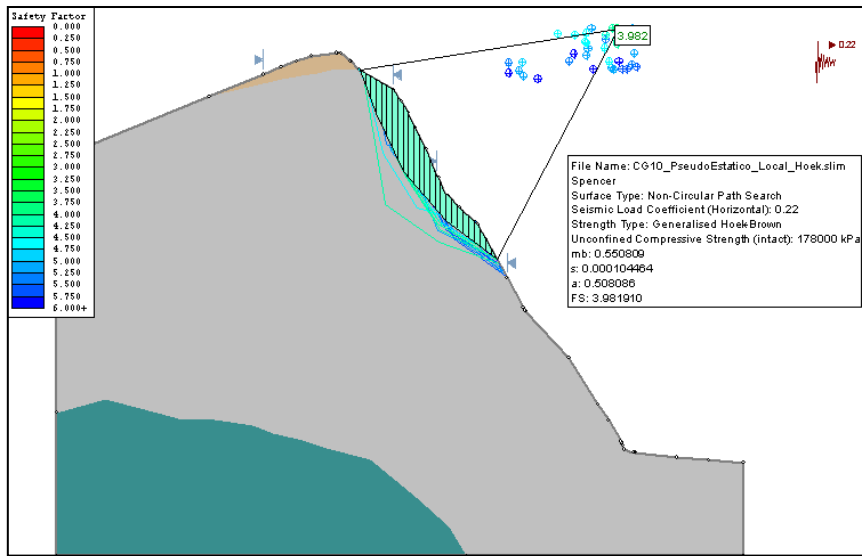 Safety Factor
0.000
0.250
0.500
0.750
1.000
1.250
1.500
1.750
2.000
2.250
2.500
2.750
3.000
3.250
3.500
3.750
4.000
4.250
4.500
4.750
5.000
5.250
5.500
5.750
6.000+
3.982
0.22
File Name: CG10_PseudoEstatico_Local_Hoek.slim
Spencer
Surface Type: Non-Circular Path Search
Seismic Load Coefficient (Horizontal): 0.22
Strength Type: Generalised Hoek-Brown
Unconfined Compressive Strength (intact): 178000 kPa
mb: 0.550809
s: 0.000104464
a: 0.508086
FS: 3.981910